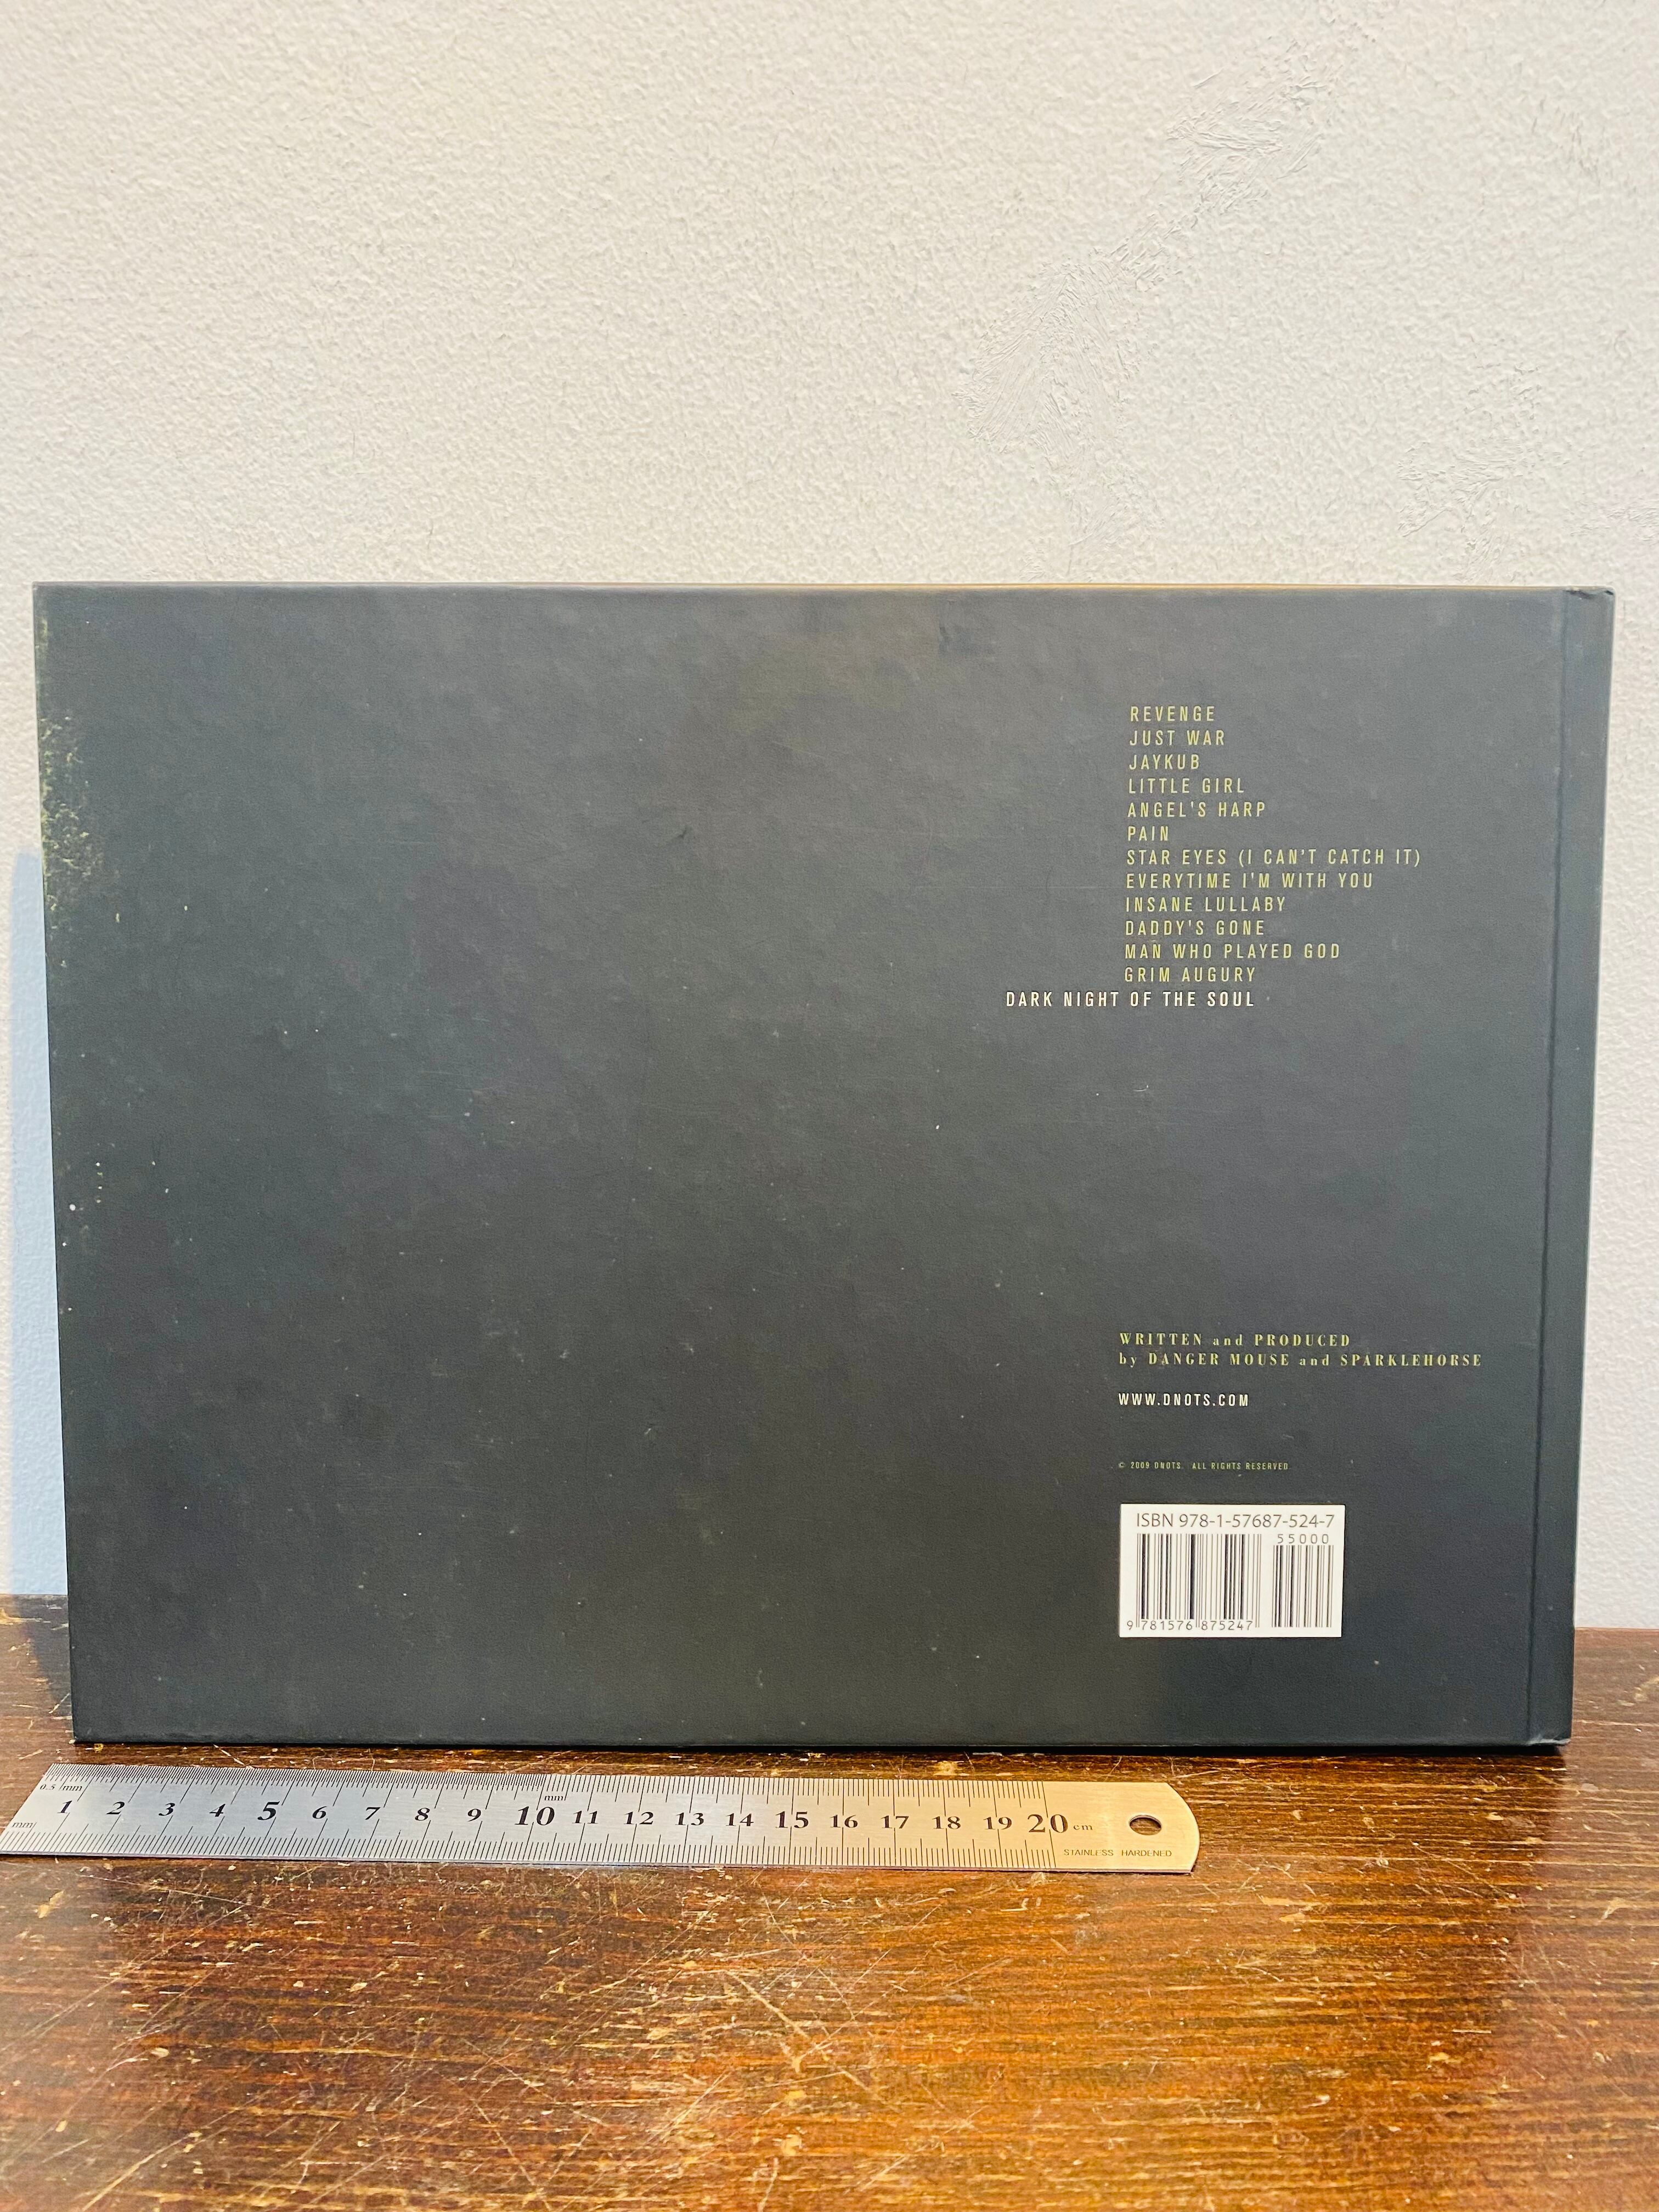 REVENGE
JUST WAR
JAYKUB
LITTLE GIRL
ANGEL'S HARP
PAIN
STAR EYES (I CAN'T CATCH IT)
EVERYTIME I'M WITH YOU
INSANE LULLABY
DADDY'S GONE
MAN WHO PLAYED GOD
GRIM AUGURY
DARK NIGHT OF THE SOUL
WRITTEN and PRODUCED
by DANGER MOUSE and SPARKLEHORSE
WWW.DNOTS.COM
© 2009 DNOTS. ALL RIGHTS RESERVED.
ISBN 978-1-57687-524-7
55000
9 781576 875247
0.5 mm
mm
1 2 3 4 5 6 7 8 9 10 11 12 13 14 15 16 17 18 19 20 cm
mm
STAINLESS HARDENED